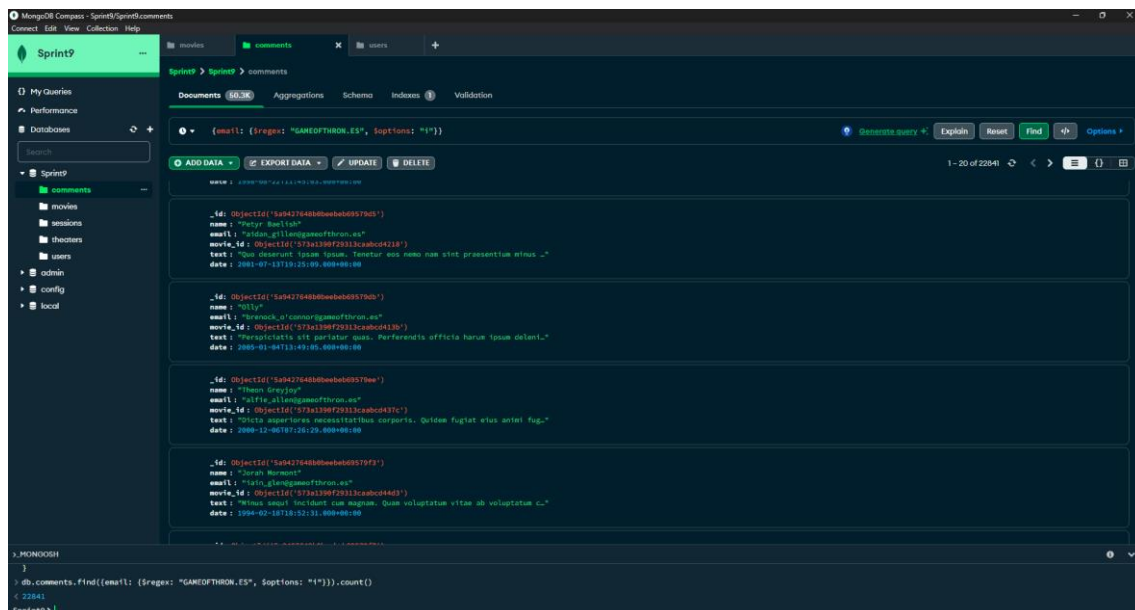 MongoDB Compass - Sprint9/Sprint9.comments
Connect Edit View Collection Help
Sprint9
movies comments users
Sprint9 > Sprint9 > comments
My Queries
Documents 60.3K Aggregations Schema Indexes 1 Validation
Performance
Databases
{email: {$regex: "GAMEOFTHRON.ES", $options: "i"}}
Generate query Explain Reset Find Options
Search
ADD DATA EXPORT DATA UPDATE DELETE
1 – 20 of 22841
Sprint9
comments
movies
sessions
theaters
users
admin
config
local
_id: ObjectId('5a9427648b0beebeb69579d5')
name : "Petyr Baelish"
email : "aidan_gillen@gameofthron.es"
movie_id : ObjectId('573a1390f29313caabcd4218')
text : "Quo deserunt ipsam ipsum. Tenetur eos nemo nam sint praesentium minus …"
date : 2001-07-13T19:25:09.000+00:00
_id: ObjectId('5a9427648b0beebeb69579db')
name : "Olly"
email : "brenock_o'connor@gameofthron.es"
movie_id : ObjectId('573a1390f29313caabcd413b')
text : "Perspiciatis sit pariatur quas. Perferendis officia harum ipsum deleni…"
date : 2005-01-04T13:49:05.000+00:00
_id: ObjectId('5a9427648b0beebeb69579ee')
name : "Theon Greyjoy"
email : "alfie_allen@gameofthron.es"
movie_id : ObjectId('573a1390f29313caabcd437c')
text : "Dicta asperiores necessitatibus corporis. Quidem fugiat eius animi fug…"
date : 2000-12-06T07:26:29.000+00:00
_id: ObjectId('5a9427648b0beebeb69579f3')
name : "Jorah Mormont"
email : "iain_glen@gameofthron.es"
movie_id : ObjectId('573a1390f29313caabcd44d3')
text : "Minus sequi incidunt cum magnam. Quam voluptatum vitae ab voluptatum c…"
date : 1994-02-18T18:52:31.000+00:00
>_MONGOSH
}
> db.comments.find({email: {$regex: "GAMEOFTHRON.ES", $options: "i"}}).count()
< 22841
Sprint9>